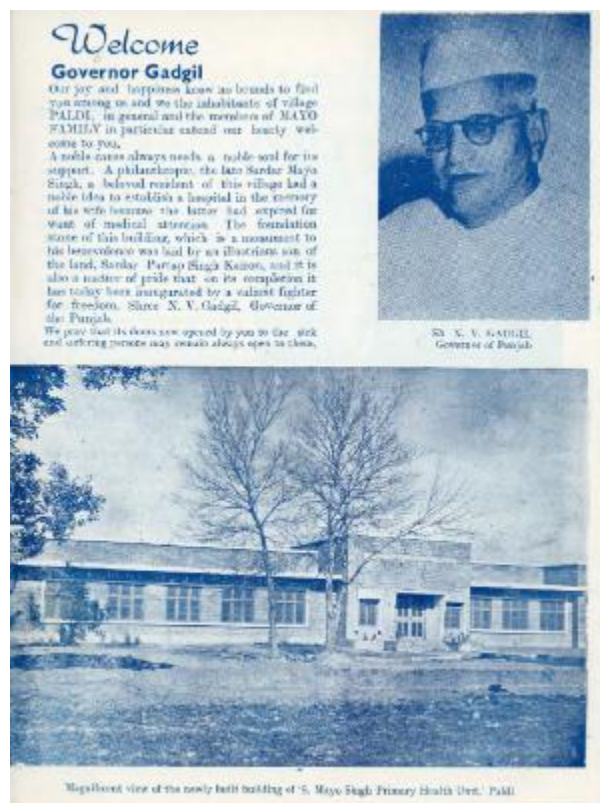 Welcome
Governor Gadgil
Our joy and happiness know no bounds to find
you among us and we the inhabitants of village
PALDI, in general and the members of MAYO
FAMILY in particular extend our hearty wel-
come to you.
A noble cause always needs a noble soul for its
support. A philanthropic, the late Sardar Mayo
Singh, a beloved resident of this village had a
noble idea to establish a hospital in the memory
of his wife because the latter had expired for
want of medical attention. The foundation
stone of this building, which is a monument to
his benevolence was laid by an illustrious son of
the land, Sardar Partap Singh Kairon, and it is
also a matter of pride that on its completion it
has today been inaugurated by a valiant fighter
for freedom, Shree N. V. Gadgil, Governor of
the Punjab.
We pray that its doors now opened by you to the sick
and suffering persons may remain always open to them.
Sh N. V. GADGIL
Governor of Punjab
Magnificent view of the newly built building of 'S. Mayo Singh Primary Health Unit,' Paldi